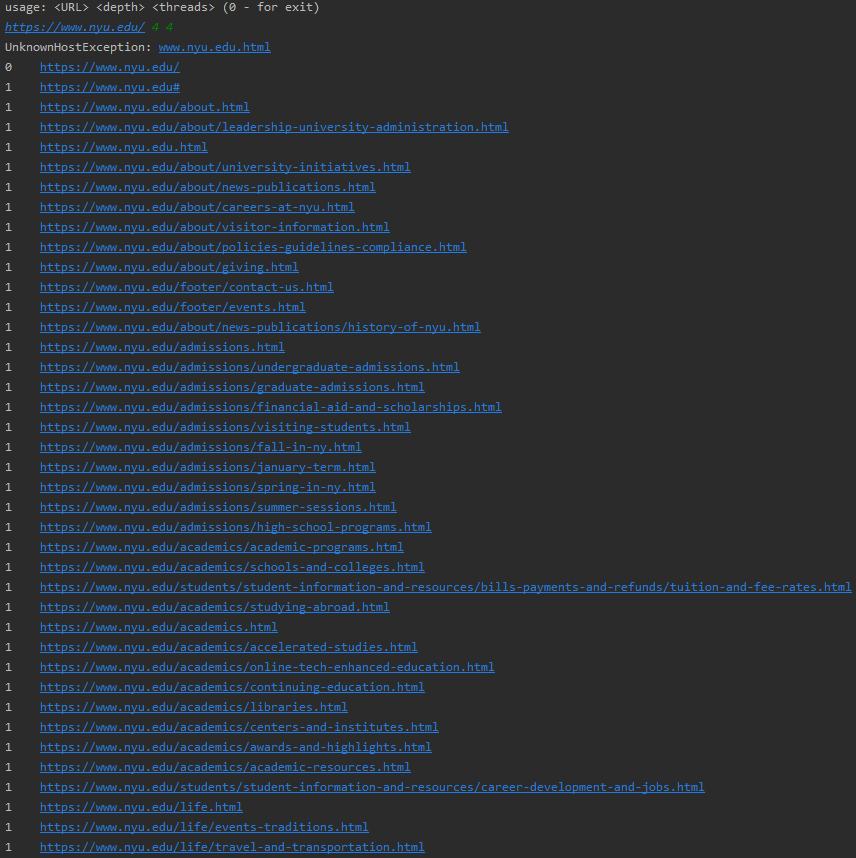 usage: <URL> <depth> <threads> (0 - for exit)
https://www.nyu.edu/ 4 4
UnknownHostException: www.nyu.edu.html
0 https://www.nyu.edu/
1 https://www.nyu.edu#
1 https://www.nyu.edu/about.html
1 https://www.nyu.edu/about/leadership-university-administration.html
1 https://www.nyu.edu.html
1 https://www.nyu.edu/about/university-initiatives.html
1 https://www.nyu.edu/about/news-publications.html
1 https://www.nyu.edu/about/careers-at-nyu.html
1 https://www.nyu.edu/about/visitor-information.html
1 https://www.nyu.edu/about/policies-guidelines-compliance.html
1 https://www.nyu.edu/about/giving.html
1 https://www.nyu.edu/footer/contact-us.html
1 https://www.nyu.edu/footer/events.html
1 https://www.nyu.edu/about/news-publications/history-of-nyu.html
1 https://www.nyu.edu/admissions.html
1 https://www.nyu.edu/admissions/undergraduate-admissions.html
1 https://www.nyu.edu/admissions/graduate-admissions.html
1 https://www.nyu.edu/admissions/financial-aid-and-scholarships.html
1 https://www.nyu.edu/admissions/visiting-students.html
1 https://www.nyu.edu/admissions/fall-in-ny.html
1 https://www.nyu.edu/admissions/january-term.html
1 https://www.nyu.edu/admissions/spring-in-ny.html
1 https://www.nyu.edu/admissions/summer-sessions.html
1 https://www.nyu.edu/admissions/high-school-programs.html
1 https://www.nyu.edu/academics/academic-programs.html
1 https://www.nyu.edu/academics/schools-and-colleges.html
1 https://www.nyu.edu/students/student-information-and-resources/bills-payments-and-refunds/tuition-and-fee-rates.html
1 https://www.nyu.edu/academics/studying-abroad.html
1 https://www.nyu.edu/academics.html
1 https://www.nyu.edu/academics/accelerated-studies.html
1 https://www.nyu.edu/academics/online-tech-enhanced-education.html
1 https://www.nyu.edu/academics/continuing-education.html
1 https://www.nyu.edu/academics/libraries.html
1 https://www.nyu.edu/academics/centers-and-institutes.html
1 https://www.nyu.edu/academics/awards-and-highlights.html
1 https://www.nyu.edu/academics/academic-resources.html
1 https://www.nyu.edu/students/student-information-and-resources/career-development-and-jobs.html
1 https://www.nyu.edu/life.html
1 https://www.nyu.edu/life/events-traditions.html
1 https://www.nyu.edu/life/travel-and-transportation.html